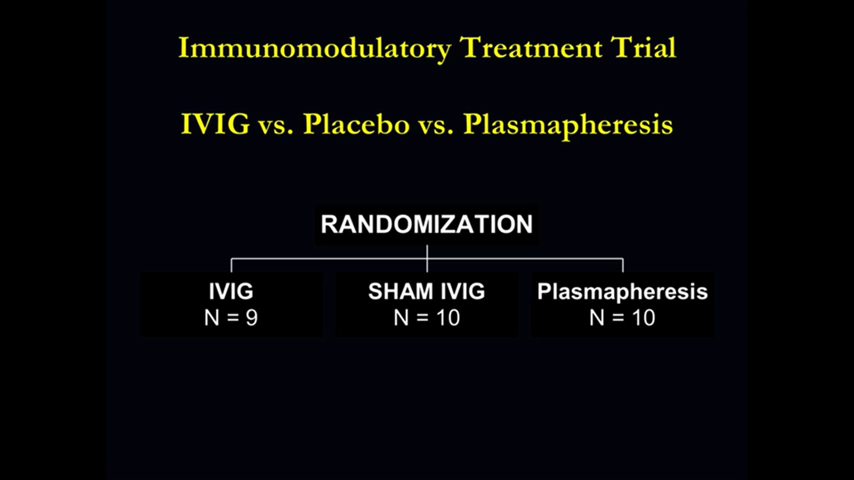 Immunomodulatory Treatment Trial
IVIG vs. Placebo vs. Plasmapheresis
RANDOMIZATION
IVIG
N = 9
SHAM IVIG
N = 10
Plasmapheresis
N = 10